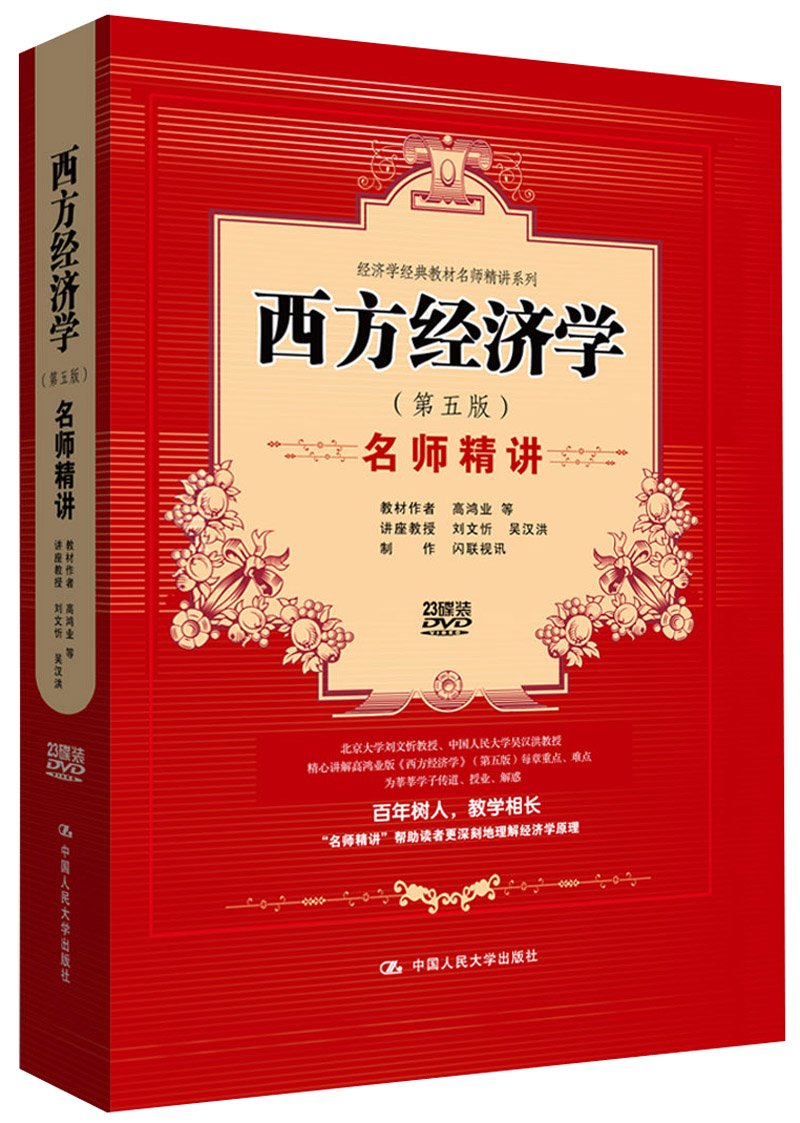 西方经济学
（第五版）
名师精讲
教材作者 高鸿业 等
讲座教授 刘文忻 吴汉洪
23碟装
DVD
VIDEO
中国人民大学出版社
经济学经典教材名师精讲系列
西方经济学
（第五版）
名师精讲
教材作者 高鸿业 等
讲座教授 刘文忻 吴汉洪
制 作 闪联视讯
23碟装
DVD
VIDEO
北京大学刘文忻教授、中国人民大学吴汉洪教授
精心讲解高鸿业版《西方经济学》（第五版）每章重点、难点
为莘莘学子传道、授业、解惑
百年树人，教学相长
“名师精讲”帮助读者更深刻地理解经济学原理
中国人民大学出版社